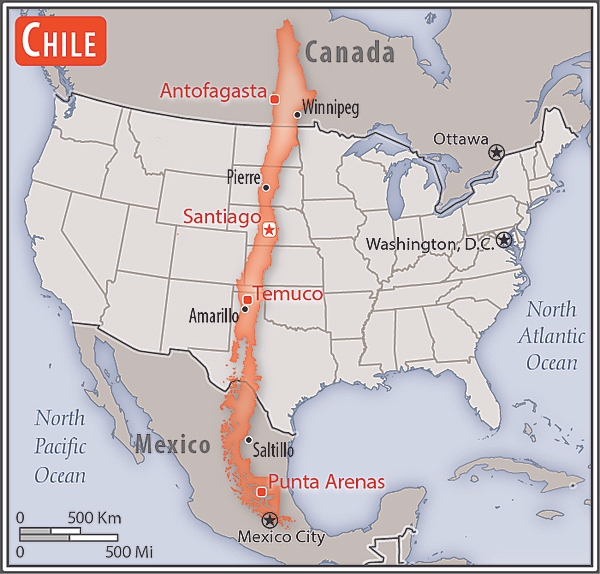 CHILE
Canada
Antofagasta
Winnipeg
Ottawa
Pierre
Santiago
Washington, D.C.
Temuco
Amarillo
North
Atlantic
Ocean
North
Pacific
Ocean
Mexico
Saltillo
Punta Arenas
Mexico City
0 500 Km
0 500 Mi